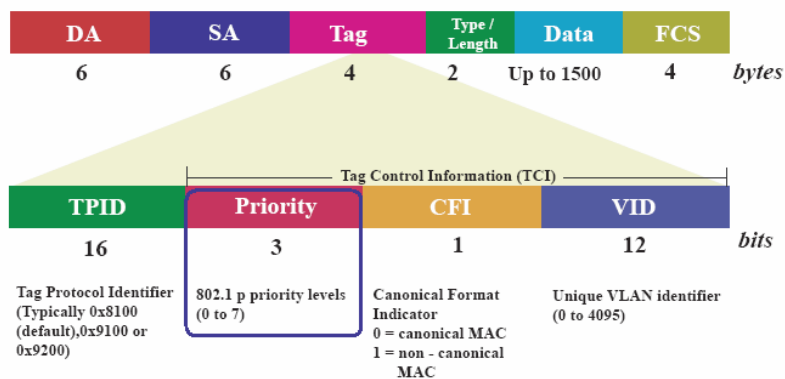 DA SA Tag Type / Length Data FCS
6 6 4 2 Up to 1500 4 bytes
Tag Control Information (TCI)
TPID Priority CFI VID
16 3 1 12 bits
Tag Protocol Identifier
(Typically 0x8100
(default),0x9100 or
0x9200)
802.1 p priority levels
(0 to 7)
Canonical Format
Indicator
0 = canonical MAC
1 = non - canonical
MAC
Unique VLAN identifier
(0 to 4095)